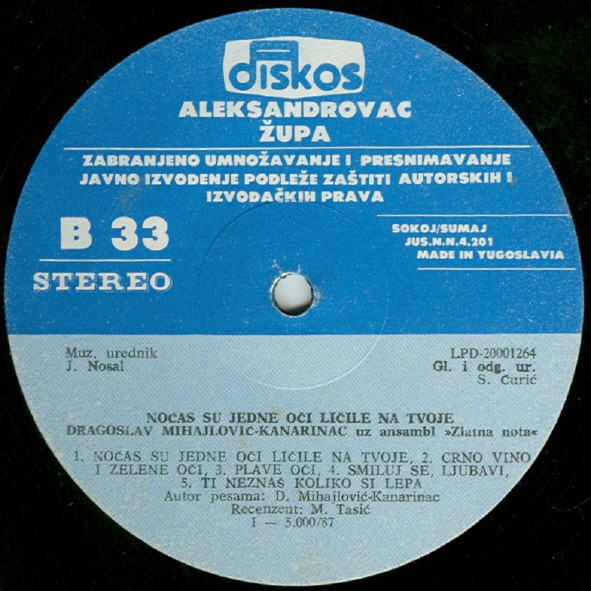 diskos
ALEKSANDROVAC
ŽUPA
ZABRANJENO UMNOŽAVANJE I PRESNIMAVANJE
JAVNO IZVOĐENJE PODLEŽE ZAŠTITI AUTORSKIH I
IZVOĐAČKIH PRAVA
B 33
STEREO
SOKOJ/SUMAJ
JUS.N.N.4.201
MADE IN YUGOSLAVIA
Muz. urednik
J. Nosal
LPD-20001264
Gl. i odg. ur.
S. Ćurić
NOĆAS SU JEDNE OČI LIČILE NA TVOJE
DRAGOSLAV MIHAJLOVIĆ-KANARINAC uz ansambl »Zlatna nota«
1. NOĆAS SU JEDNE OČI LIČILE NA TVOJE, 2. CRNO VINO
I ZELENE OČI, 3. PLAVE OČI, 4. SMILUJ SE, LJUBAVI,
5. TI NEZNAŠ KOLIKO SI LEPA
Autor pesama: D. Mihajlović-Kanarinac
Recenzent: M. Tasić
I — 5.000/87